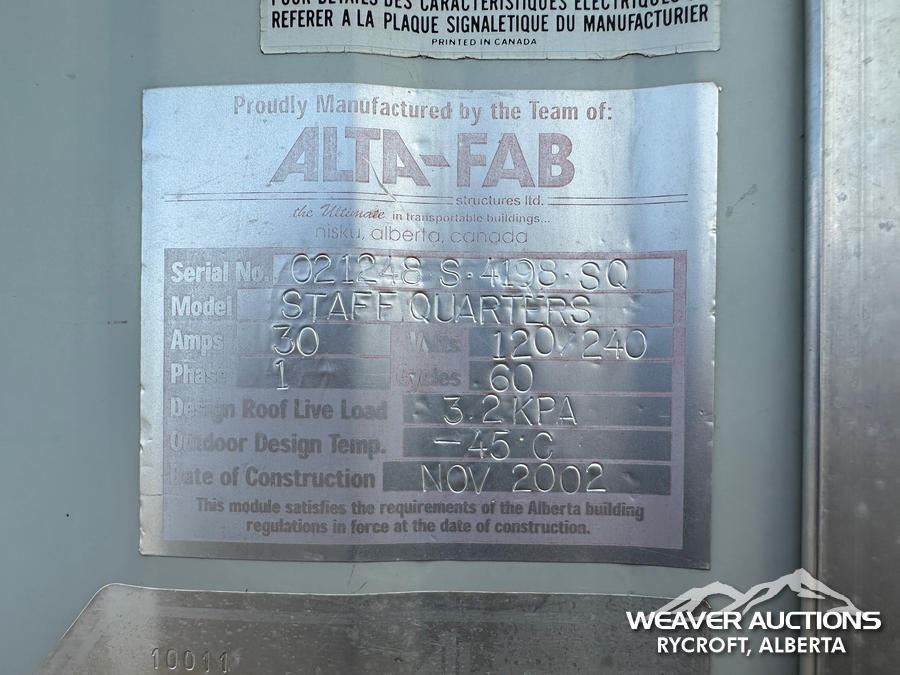 POUR DETAILS DES CARACTERISTIQUES ELECTRIQUES
REFERER A LA PLAQUE SIGNALETIQUE DU MANUFACTURIER
PRINTED IN CANADA
Proudly Manufactured by the Team of:
ALTA-FAB
structures ltd.
the Ultimate in transportable buildings...
nisku, alberta, canada
Serial No. 021248 S·4198·SQ
Model STAFF QUARTERS
Amps 30 Volts 120/240
Phase 1 Cycles 60
Design Roof Live Load 3.2KPA
Outdoor Design Temp. -45°C
Date of Construction NOV 2002
This module satisfies the requirements of the Alberta building
regulations in force at the date of construction.
10011
WEAVER AUCTIONS
RYCROFT, ALBERTA